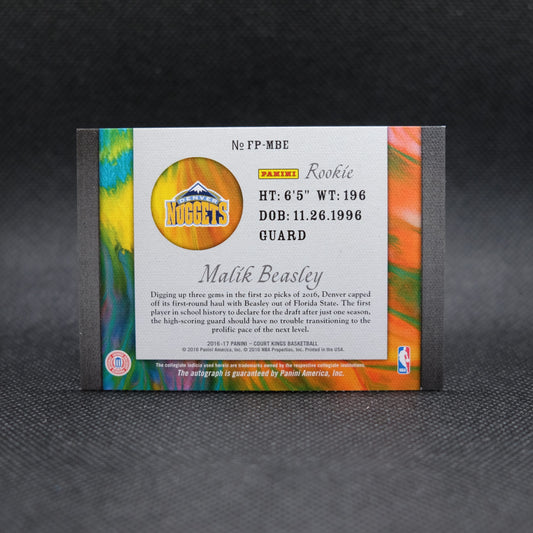 No FP-MBE
PANINI Rookie
DENVER
NUGGETS
HT: 6'5" WT: 196
DOB: 11.26.1996
GUARD
Malik Beasley
Digging up three gems in the first 20 picks of 2016, Denver capped
off its first-round haul with Beasley out of Florida State. The first
player in school history to declare for the draft after just one season,
the high-scoring guard should have no trouble transitioning to the
prolific pace of the next level.
2016-17 PANINI – COURT KINGS BASKETBALL
© 2016 Panini America, Inc. © 2016 NBA Properties, Inc. Printed in the USA.
The collegiate indicia used herein are trademarks owned by the respective collegiate institutions.
The autograph is guaranteed by Panini America, Inc.